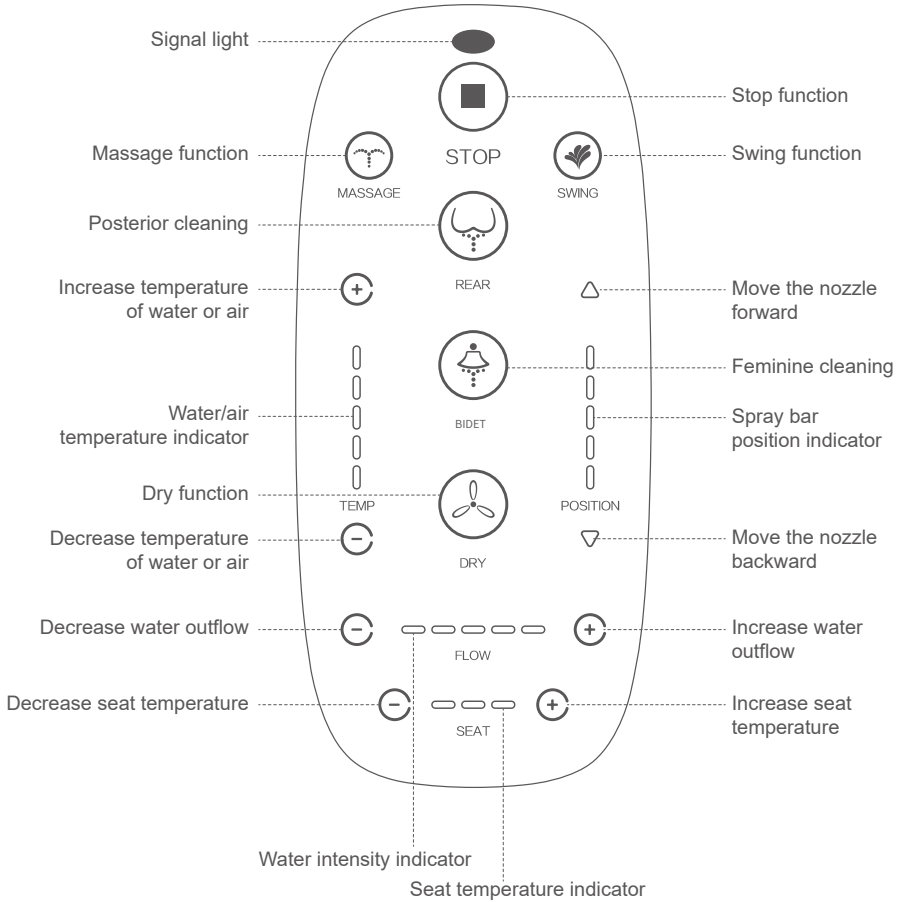 Signal light
Stop function
Massage function
STOP
Swing function
MASSAGE
SWING
Posterior cleaning
REAR
Increase temperature
of water or air
Move the nozzle
forward
Feminine cleaning
Water/air
temperature indicator
BIDET
Spray bar
position indicator
Dry function
TEMP
POSITION
Decrease temperature
of water or air
DRY
Move the nozzle
backward
Decrease water outflow
FLOW
Increase water
outflow
Decrease seat temperature
SEAT
Increase seat
temperature
Water intensity indicator
Seat temperature indicator